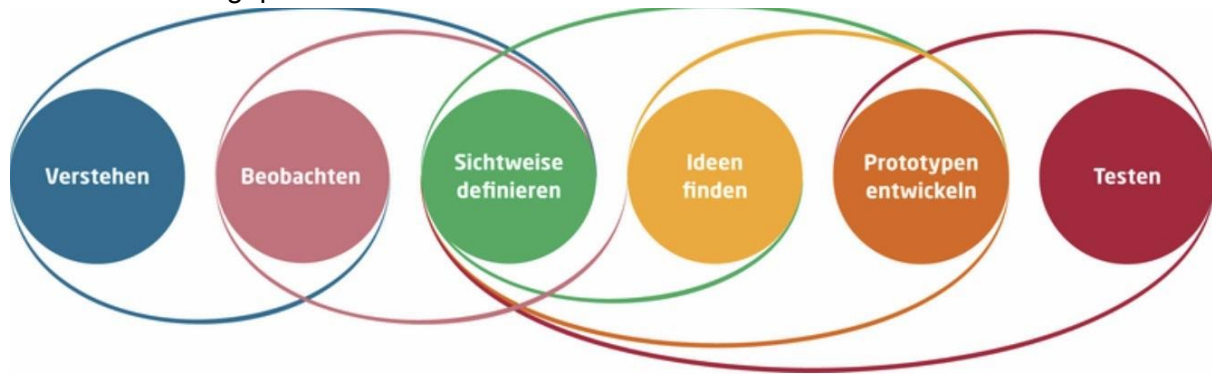 Verstehen
Beobachten
Sichtweise
definieren
Ideen
finden
Prototypen
entwickeln
Testen